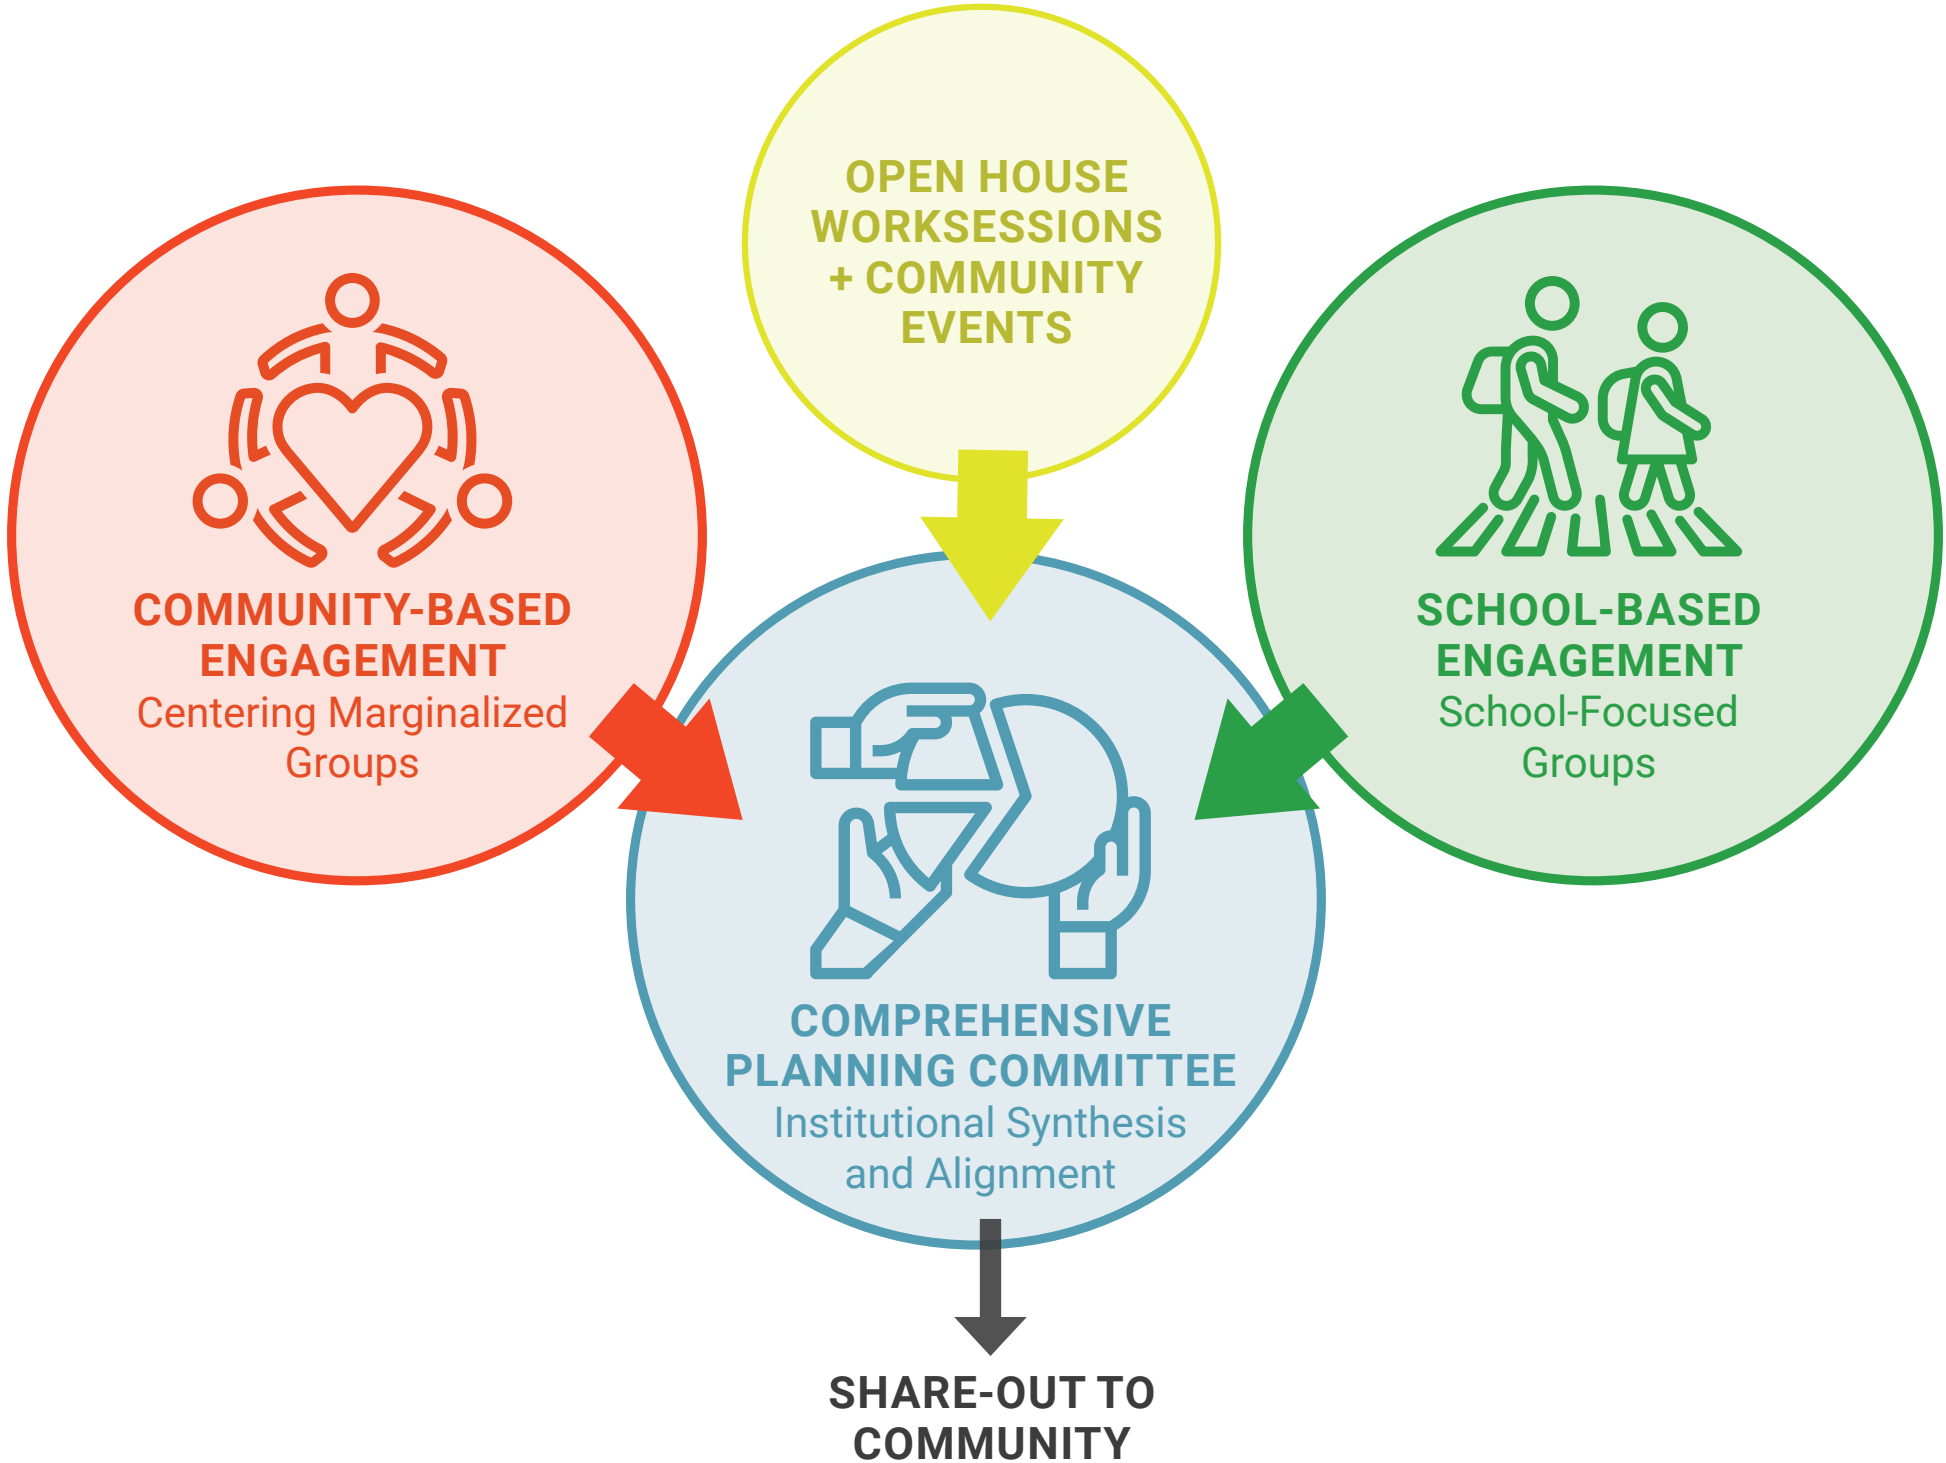 OPEN HOUSE
WORKSESSIONS
+ COMMUNITY
EVENTS
COMMUNITY-BASED
ENGAGEMENT
Centering Marginalized
Groups
SCHOOL-BASED
ENGAGEMENT
School-Focused
Groups
COMPREHENSIVE
PLANNING COMMITTEE
Institutional Synthesis
and Alignment
SHARE-OUT TO
COMMUNITY